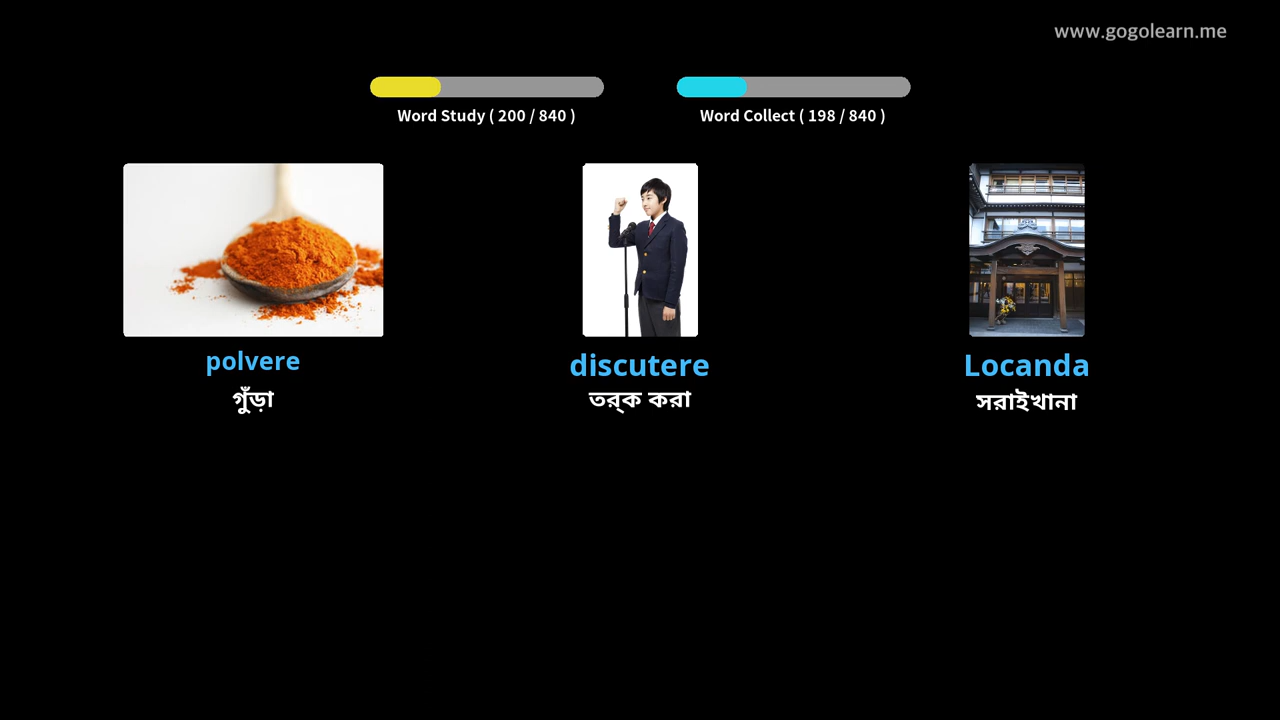 www.gogolearn.me
Word Study ( 200 / 840 )
Word Collect ( 198 / 840 )
polvere
discutere
Locanda
গুঁড়া
তর্ক করা
সরাইখানা